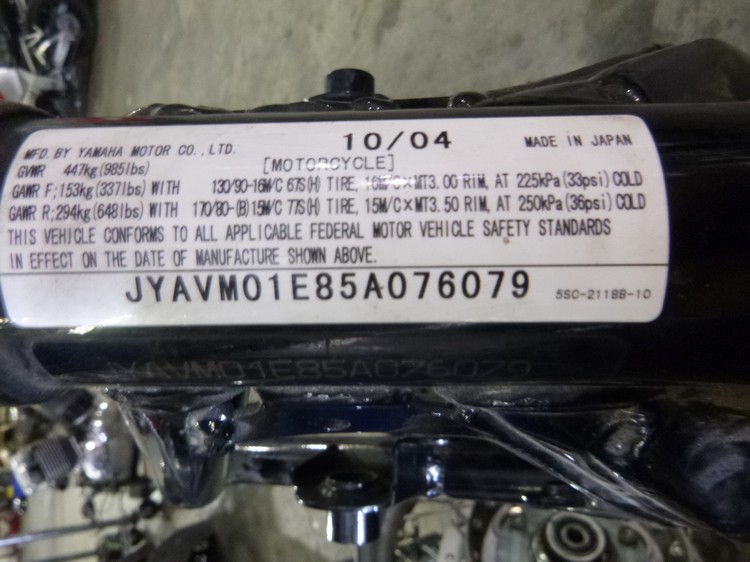 10/04
MFD. BY YAMAHA MOTOR CO., LTD. MADE IN JAPAN
GVWR 447kg(985lbs) [MOTORCYCLE]
GAWR F;153kg(337lbs) WITH 130/90-16M/C 67S(H) TIRE, 16M/C×MT3.00 RIM, AT 225kPa(33psi) COLD
GAWR R;294kg(648lbs) WITH 170/80-(B)15M/C 77S(H) TIRE, 15M/C×MT3.50 RIM, AT 250kPa(36psi) COLD
THIS VEHICLE CONFORMS TO ALL APPLICABLE FEDERAL MOTOR VEHICLE SAFETY STANDARDS
IN EFFECT ON THE DATE OF MANUFACTURE SHOWN ABOVE.
JYAVM01E85A076079 5SC-2118B-10
JYAVM01E85A076079